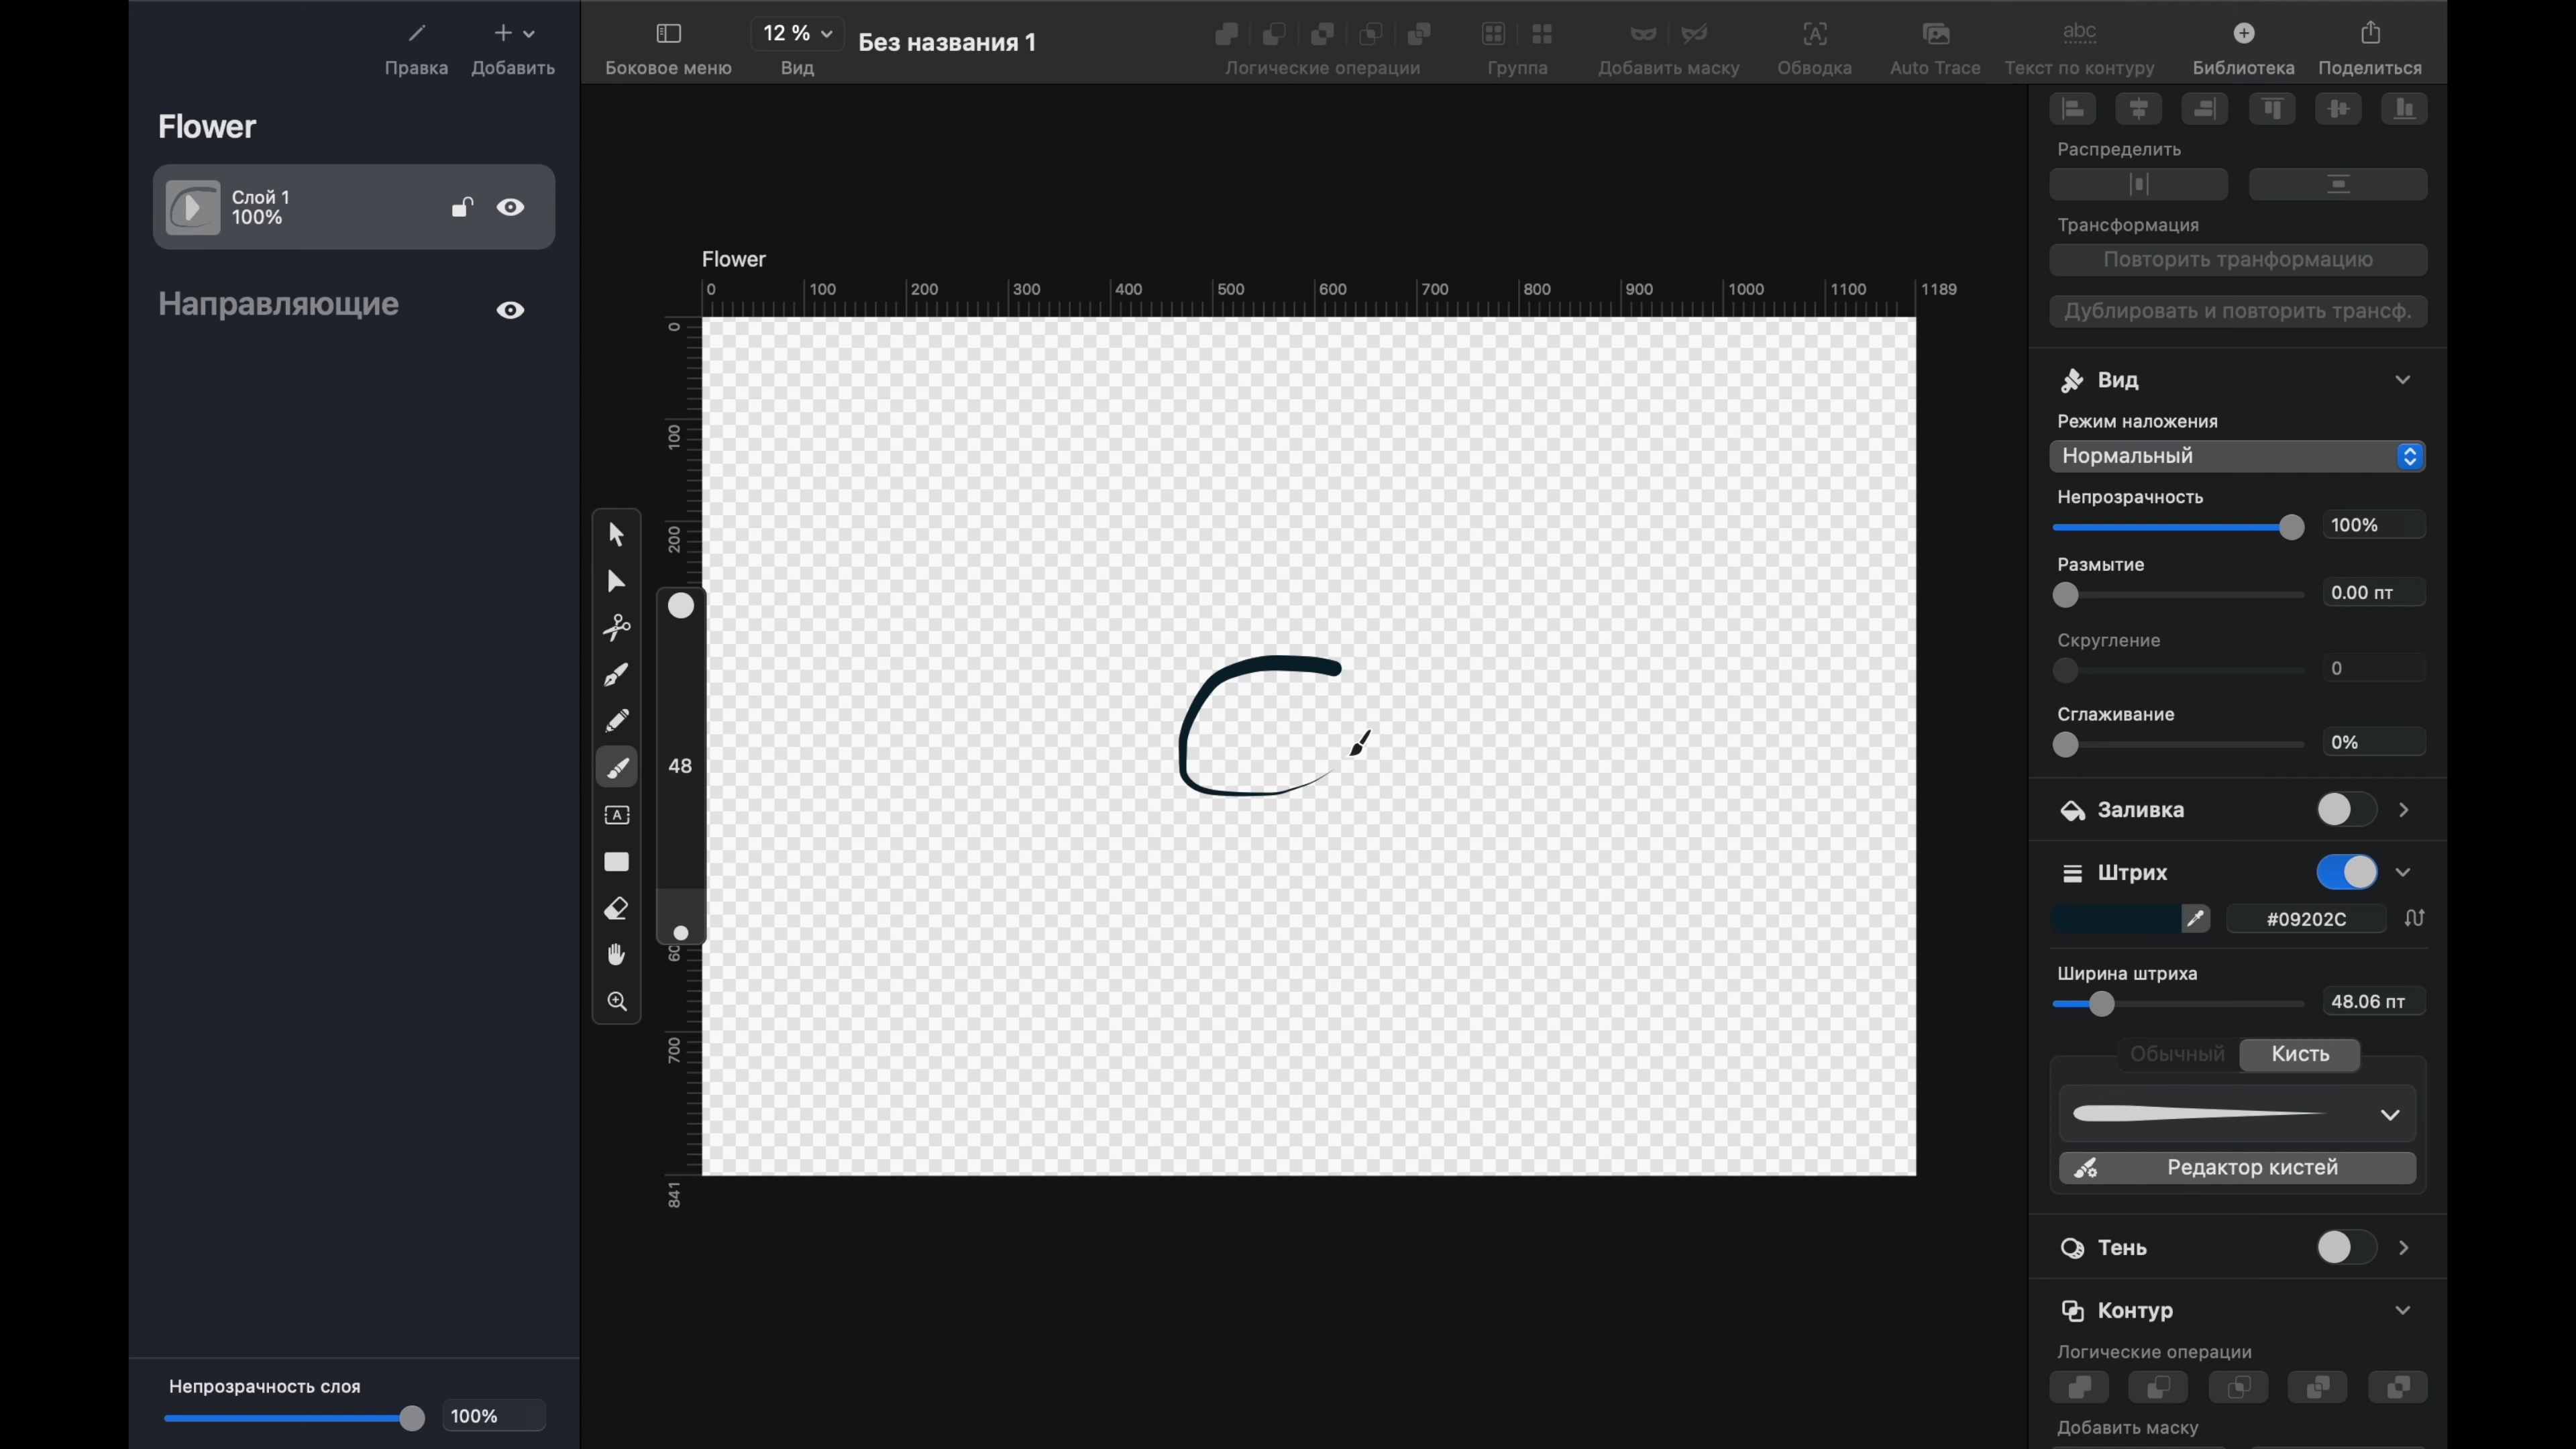 Правка
Добавить
Боковое меню
12 %
Вид
Без названия 1
Логические операции
Группа
Добавить маску
Обводка
Auto Trace
abc
Текст по контуру
Библиотека
Поделиться
Flower
Слой 1
100%
Направляющие
Непрозрачность слоя
100%
Flower
0 100 200 300 400 500 600 700 800 900 1000 1100 1189
0
100
200
60
700
841
48
Распределить
Трансформация
Повторить транформацию
Дублировать и повторить трансф.
Вид
Режим наложения
Нормальный
Непрозрачность
100%
Размытие
0.00 пт
Скругление
0
Сглаживание
0%
Заливка
Штрих
#09202C
Ширина штриха
48.06 пт
Обычный
Кисть
Редактор кистей
Тень
Контур
Логические операции
Добавить маску